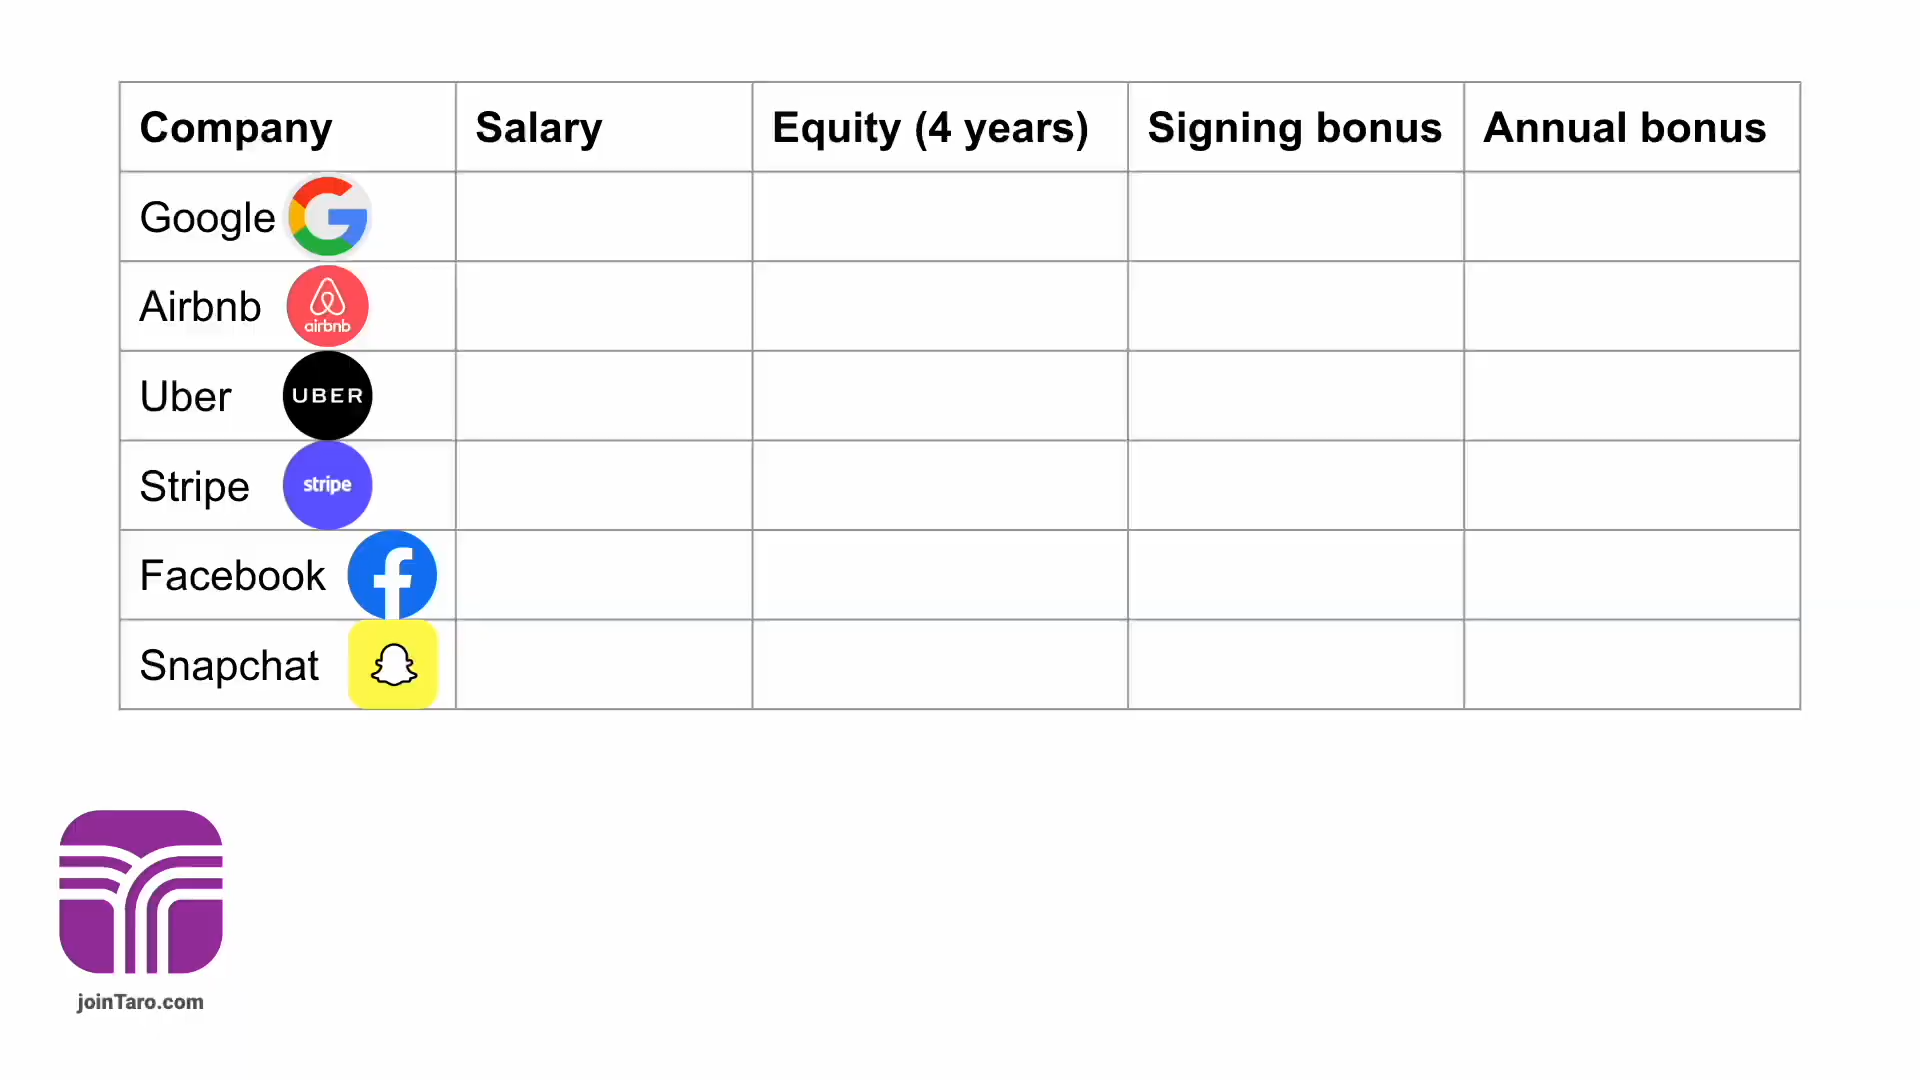 Company Salary Equity (4 years) Signing bonus Annual bonus
Google
Airbnb airbnb
Uber UBER
Stripe stripe
Facebook
Snapchat
joinTaro.com